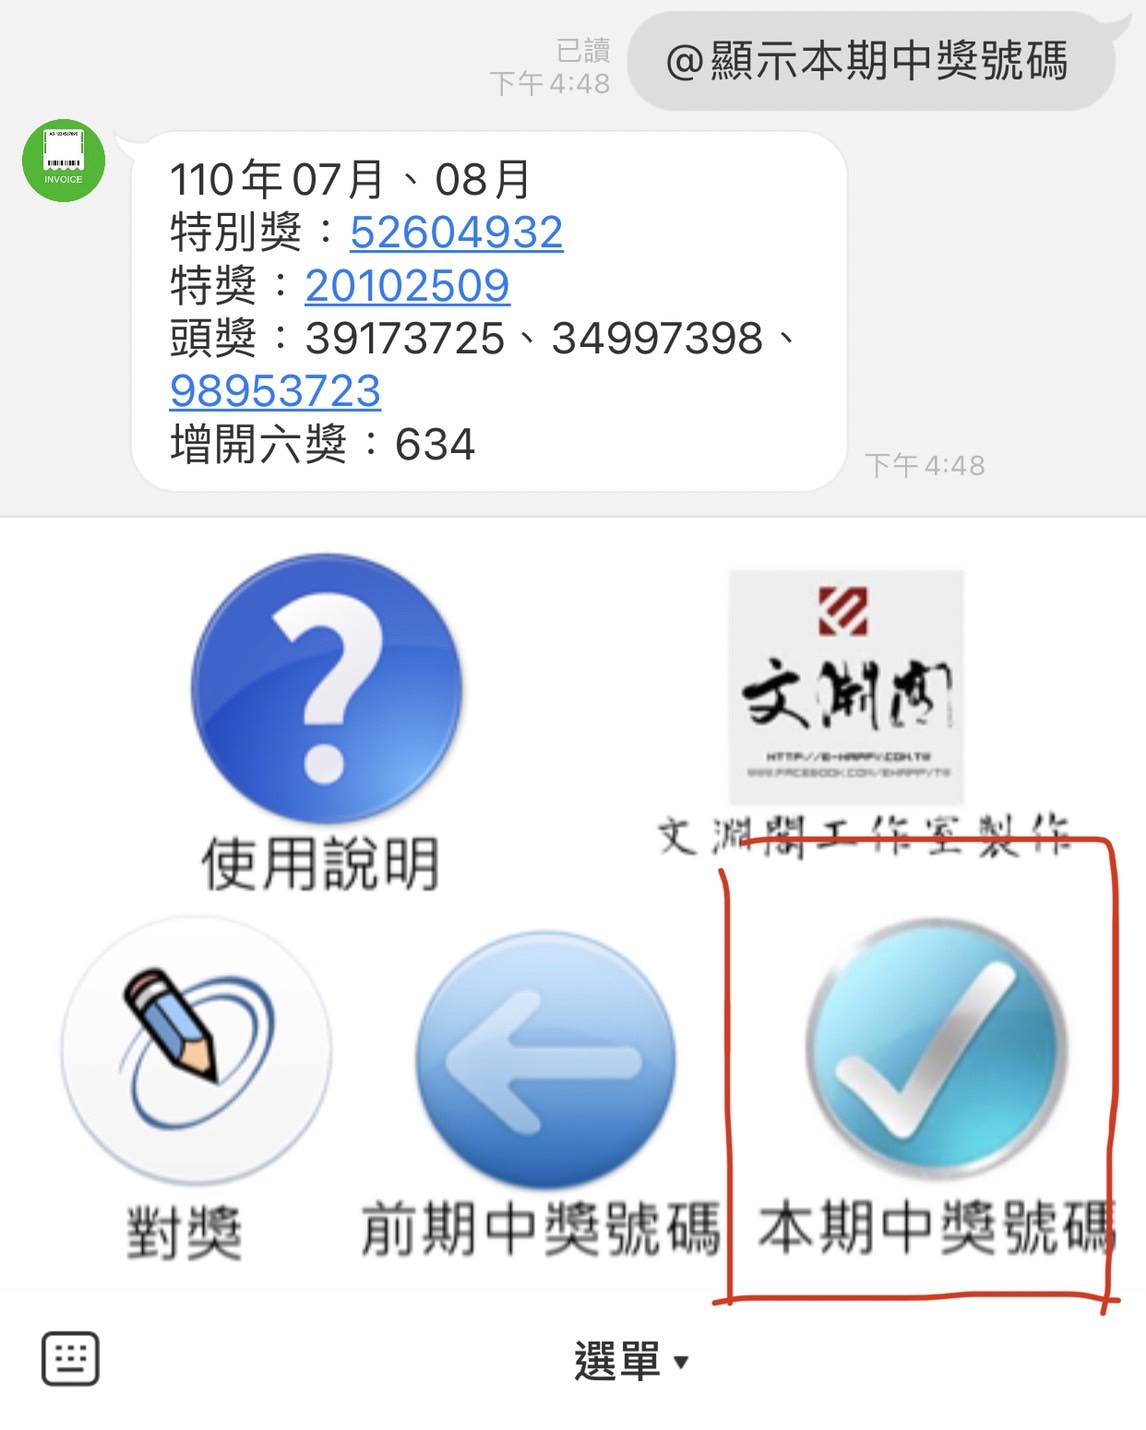 已讀
下午 4:48
@顯示本期中獎號碼
INVOICE
110年07月、08月
特別獎：52604932
特獎：20102509
頭獎：39173725、34997398、
98953723
增開六獎：634
下午 4:48
文淵閣
HTTP://E-HAPPY.COM.TW
WWW.FACEBOOK.COM/EHAPPYTW
使用說明
文淵閣工作室製作
對獎
前期中獎號碼
本期中獎號碼
選單